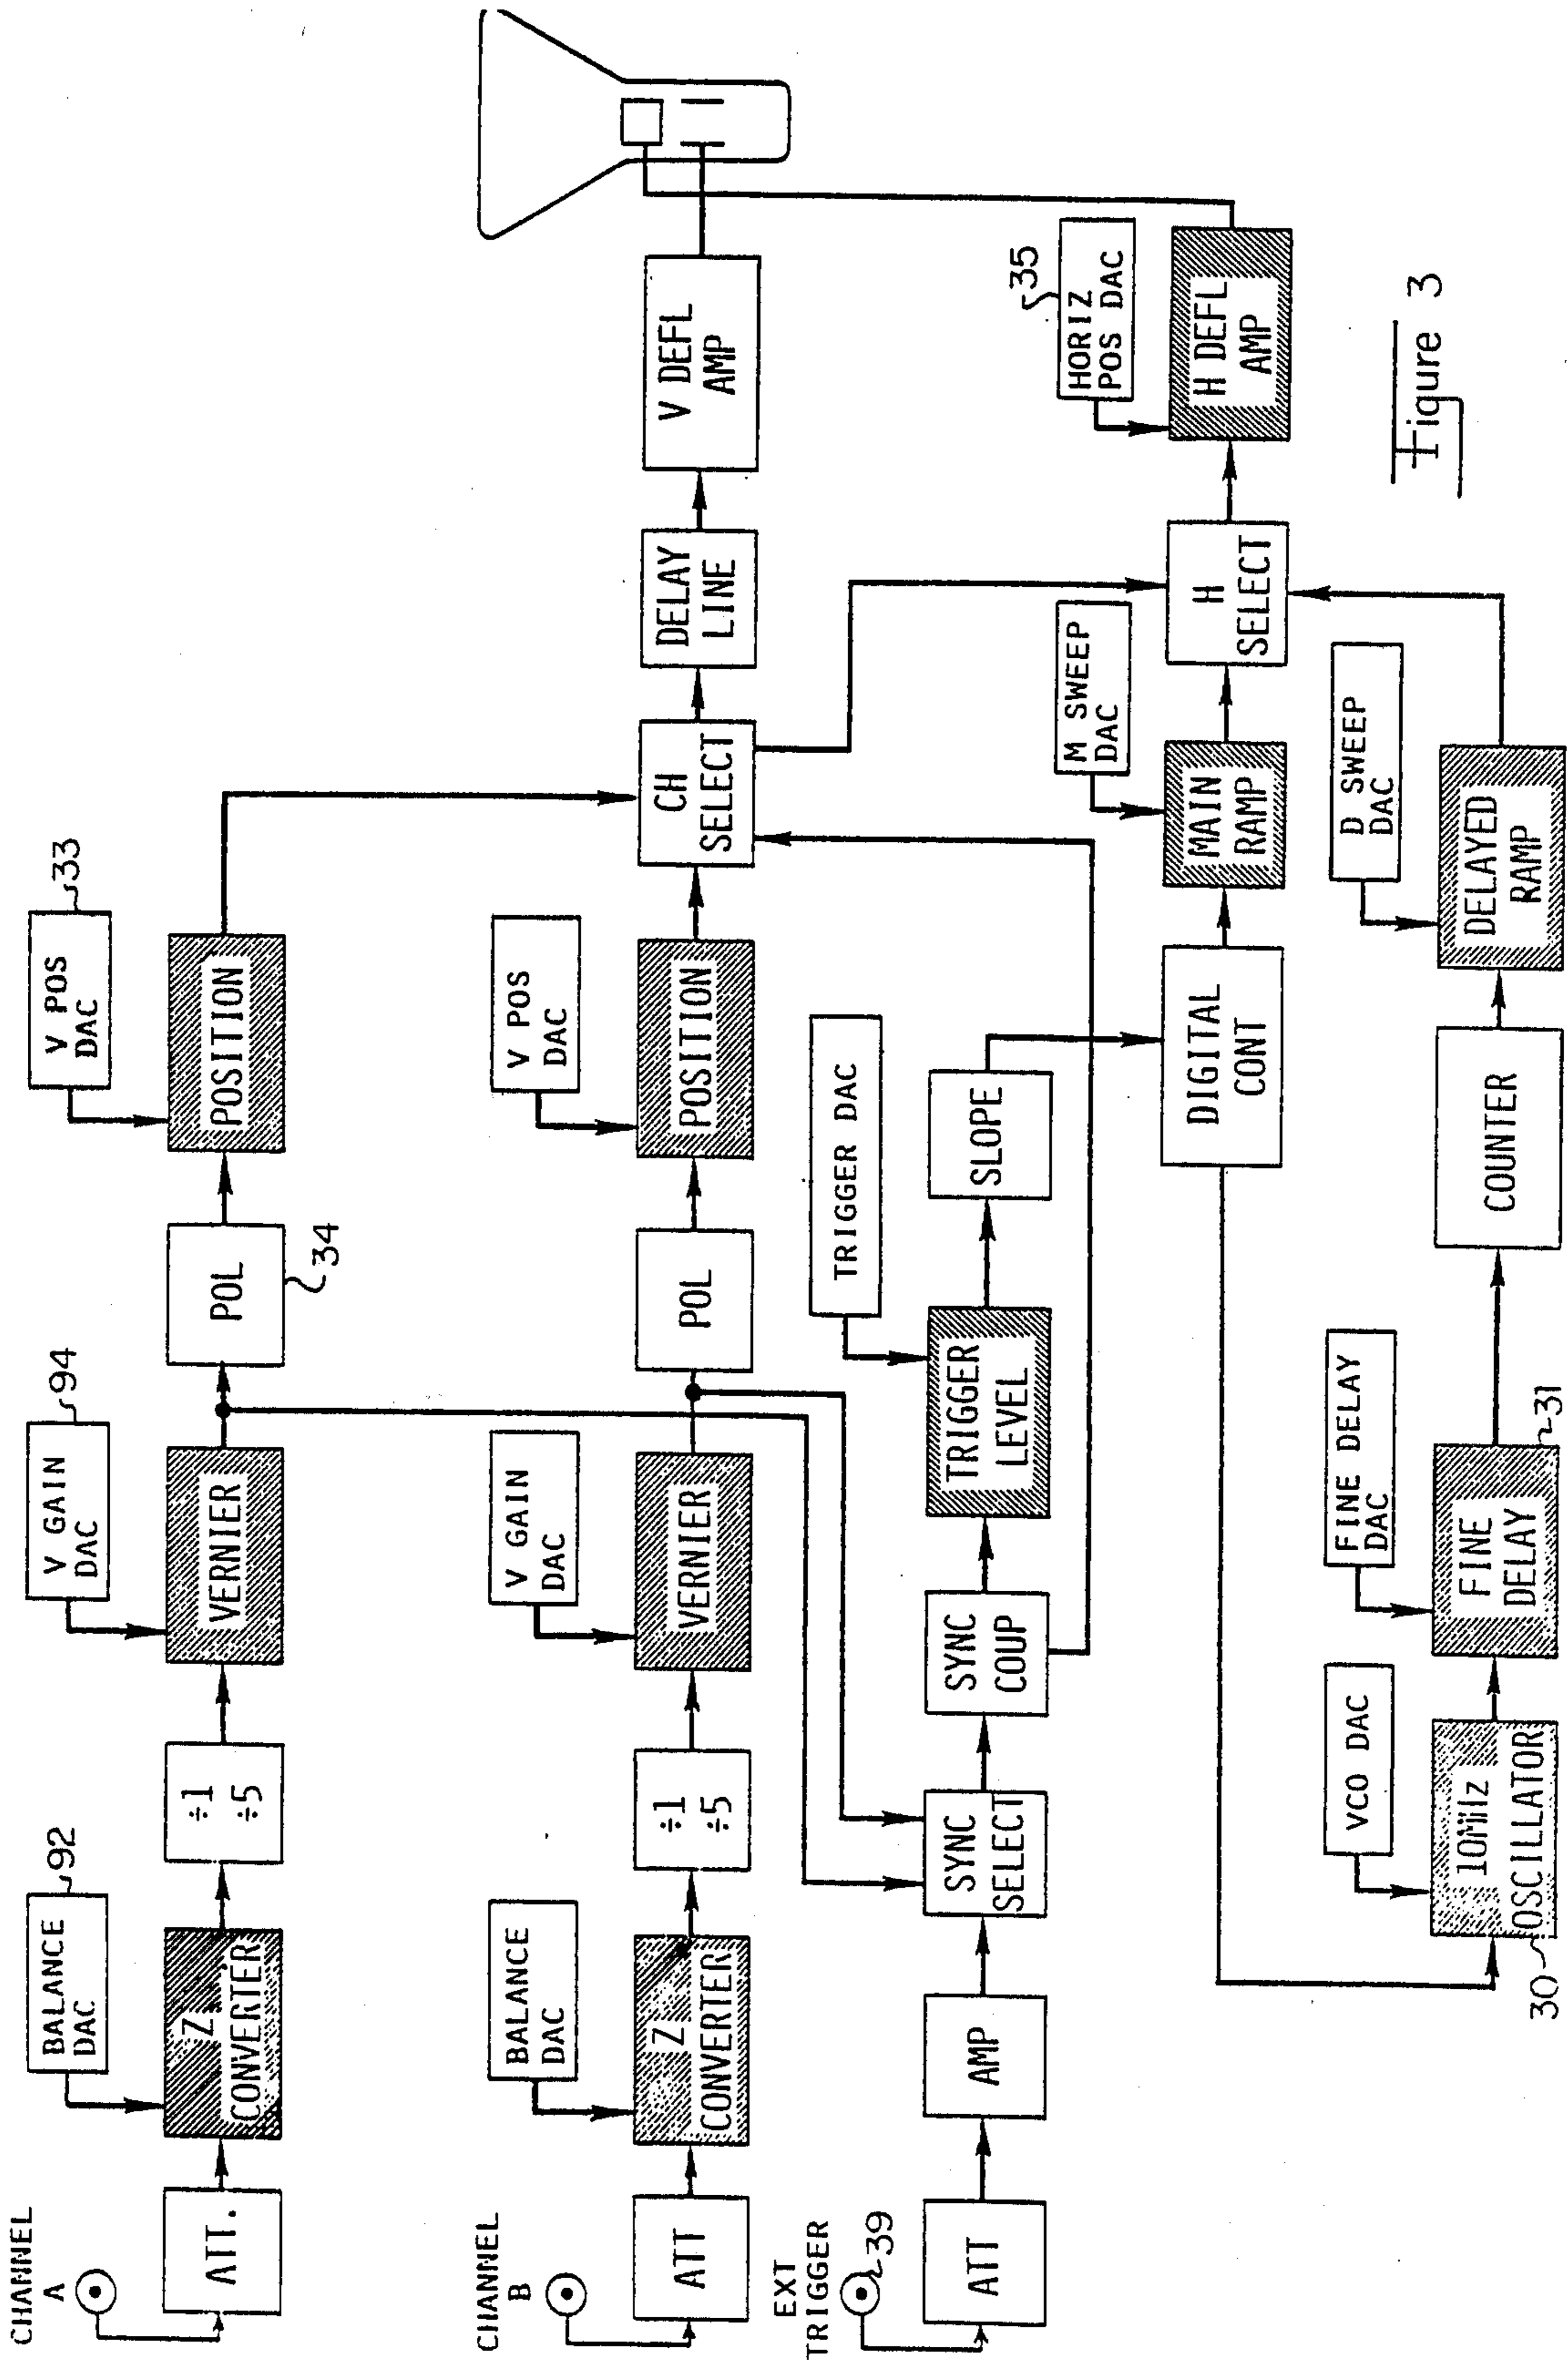 CHANNEL
A
ATT.
BALANCE
DAC
92
Z
CONVERTER
÷1
÷5
V GAIN
DAC
94
VERNIER
POL
34
V POS
DAC
33
POSITION
CHANNEL
B
ATT
BALANCE
DAC
Z
CONVERTER
÷1
÷5
V GAIN
DAC
VERNIER
POL
V POS
DAC
POSITION
CH
SELECT
DELAY
LINE
V DEFL
AMP
EXT
TRIGGER
39
ATT
AMP
SYNC
SELECT
SYNC
COUP
TRIGGER DAC
TRIGGER
LEVEL
SLOPE
DIGITAL
CONT
M SWEEP
DAC
MAIN
RAMP
H
SELECT
35
HORIZ
POS DAC
H DEFL
AMP
VCO DAC
10MHz
OSCILLATOR
30
FINE DELAY
DAC
FINE
DELAY
31
COUNTER
D SWEEP
DAC
DELAYED
RAMP
Figure 3